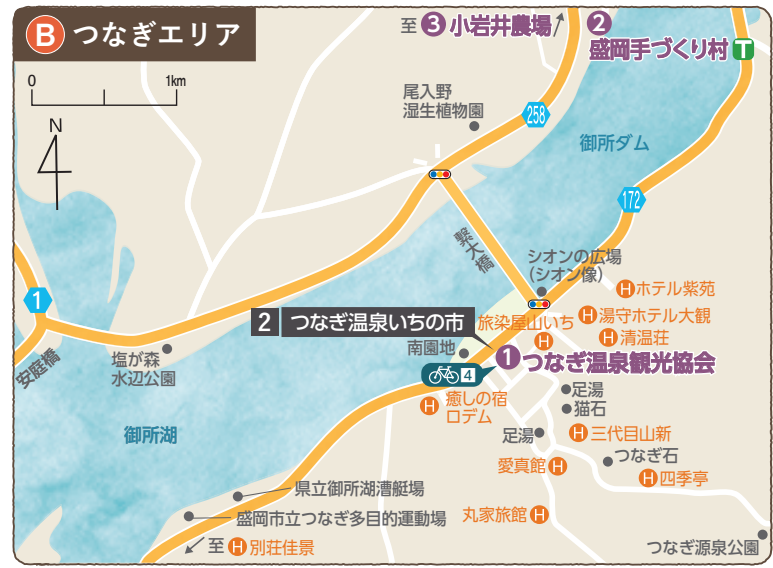 B つなぎエリア
0 1km
N
至 3 小岩井農場
2
盛岡手づくり村 T
尾入野
湿生植物園
258
御所ダム
172
繋大橋
シオンの広場
(シオン像)
1
安庭橋
塩が森
水辺公園
御所湖
2 つなぎ温泉いちの市
旅染屋山いち H
H ホテル紫苑
H 湯守ホテル大観
H 清温荘
南園地
1 つなぎ温泉観光協会
4
H 癒しの宿
ロデム
足湯
猫石
足湯
H 三代目山新
つなぎ石
愛真館 H
H 四季亭
県立御所湖漕艇場
盛岡市立つなぎ多目的運動場
丸家旅館 H
至 H 別荘佳景
つなぎ源泉公園